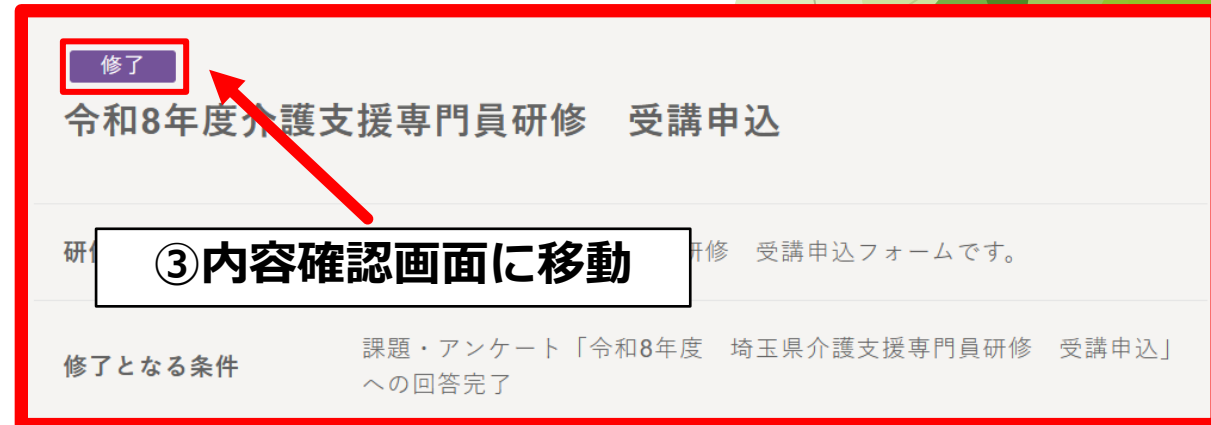 修了
令和8年度介護支援専門員研修　受講申込
研
③内容確認画面に移動
研修　受講申込フォームです。
修了となる条件
課題・アンケート「令和8年度　埼玉県介護支援専門員研修　受講申込」
への回答完了